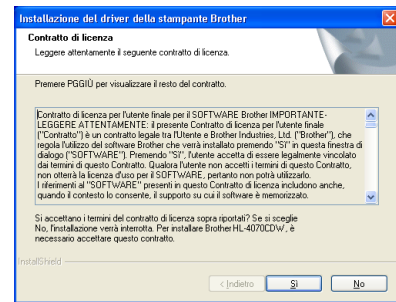 Installazione del driver della stampante Brother
Contratto di licenza
Leggere attentamente il seguente contratto di licenza.
Premere PGGIÙ per visualizzare il resto del contratto.
Contratto di licenza per l'utente finale per il SOFTWARE Brother IMPORTANTE-
LEGGERE ATTENTAMENTE: il presente Contratto di licenza per l'utente finale
("Contratto") è un contratto legale tra l'Utente e Brother Industries, Ltd. ("Brother"), che
regola l'utilizzo del software Brother che verrà installato premendo "SI" in questa finestra di
dialogo ("SOFTWARE"). Premendo "SI", l'utente accetta di essere legalmente vincolato
dai termini di questo Contratto. Qualora l'utente non accetti i termini di questo Contratto,
non otterrà la licenza d'uso per il SOFTWARE, pertanto non potrà utilizzarlo.
I riferimenti al "SOFTWARE" presenti in questo Contratto di licenza includono anche,
quando il contesto lo consente, il supporto su cui il software è memorizzato.
Si accettano i termini del contratto di licenza sopra riportati? Se si sceglie
No, l'installazione verrà interrotta. Per installare Brother HL-4070CDW , è
necessario accettare questo contratto.
InstallShield
< Indietro Sì No